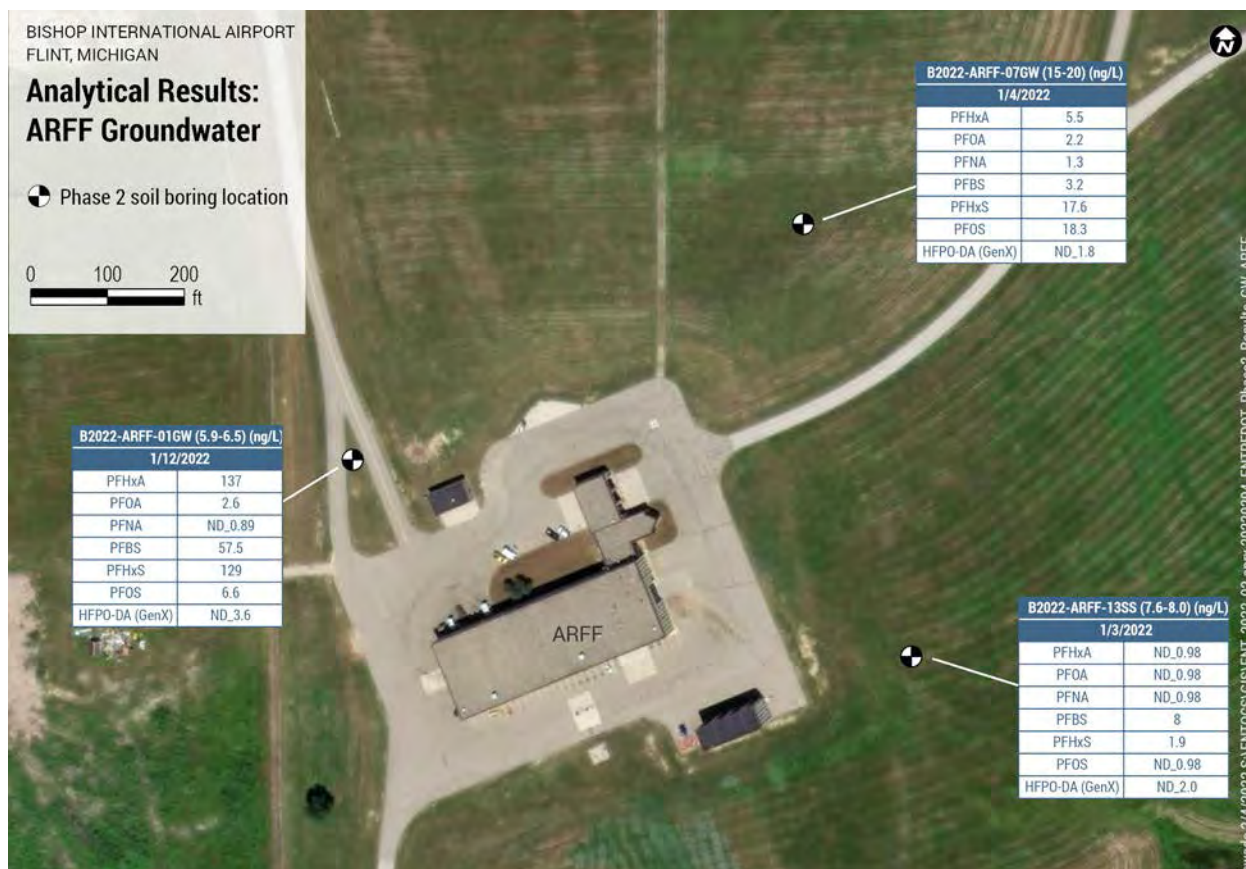 BISHOP INTERNATIONAL AIRPORT
FLINT, MICHIGAN
Analytical Results:
ARFF Groundwater
Phase 2 soil boring location
0 100 200
ft
N
B2022-ARFF-07GW (15-20) (ng/L)
1/4/2022
PFHxA 5.5
PFOA 2.2
PFNA 1.3
PFBS 3.2
PFHxS 17.6
PFOS 18.3
HFPO-DA (GenX) ND_1.8
B2022-ARFF-01GW (5.9-6.5) (ng/L)
1/12/2022
PFHxA 137
PFOA 2.6
PFNA ND_0.89
PFBS 57.5
PFHxS 129
PFOS 6.6
HFPO-DA (GenX) ND_3.6
ARFF
B2022-ARFF-13SS (7.6-8.0) (ng/L)
1/3/2022
PFHxA ND_0.98
PFOA ND_0.98
PFNA ND_0.98
PFBS 8
PFHxS 1.9
PFOS ND_0.98
HFPO-DA (GenX) ND_2.0